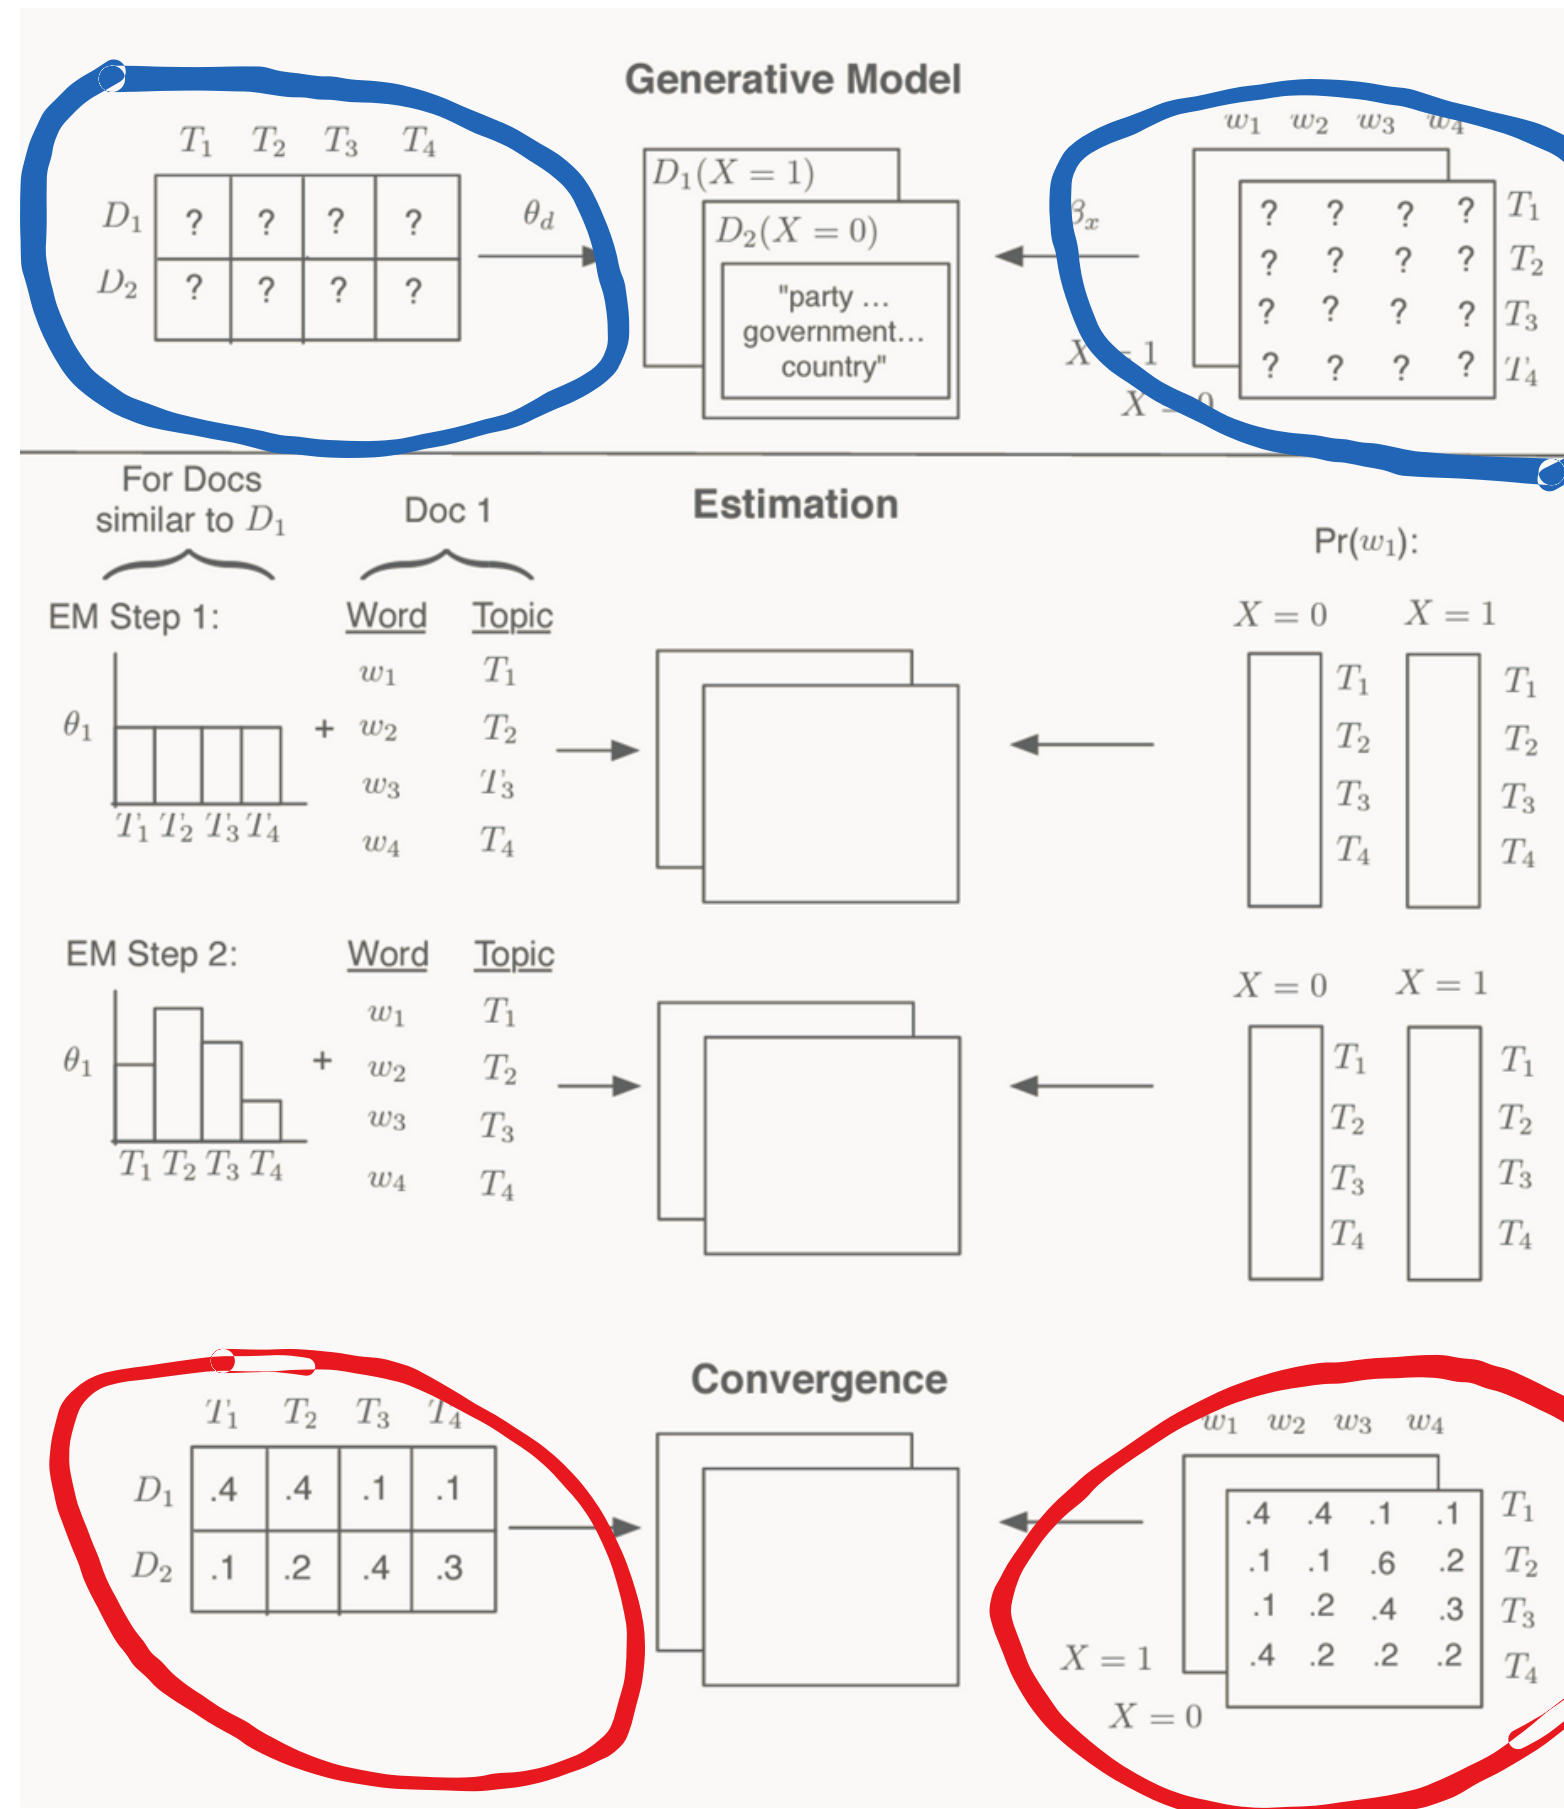 Generative Model
T1 T2 T3 T4
D1 ? ? ? ?
D2 ? ? ? ?
θd
D1(X = 1)
D2(X = 0)
"party ...
government...
country"
βx
w1 w2 w3 w4
? ? ? ? T1
? ? ? ? T2
? ? ? ? T3
? ? ? ? T4
X = 1
X = 0
Estimation
For Docs
similar to D1
Doc 1
Pr(w1):
EM Step 1:
Word Topic
w1 T1
w2 T2
w3 T3
w4 T4
θ1
+
T1 T2 T3 T4
X = 0 X = 1
T1 T1
T2 T2
T3 T3
T4 T4
EM Step 2:
Word Topic
w1 T1
w2 T2
w3 T3
w4 T4
θ1
+
T1 T2 T3 T4
X = 0 X = 1
T1 T1
T2 T2
T3 T3
T4 T4
Convergence
T1 T2 T3 T4
D1 .4 .4 .1 .1
D2 .1 .2 .4 .3
w1 w2 w3 w4
.4 .4 .1 .1 T1
.1 .1 .6 .2 T2
.1 .2 .4 .3 T3
.4 .2 .2 .2 T4
X = 1
X = 0